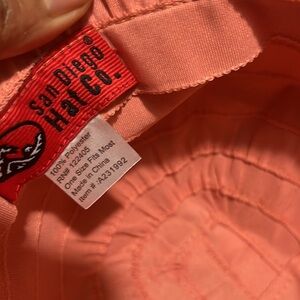 San Diego®
Hat Co.
100% Polyester
RN# 122405
One Size Fits Most
Made in China
Item #: A231992